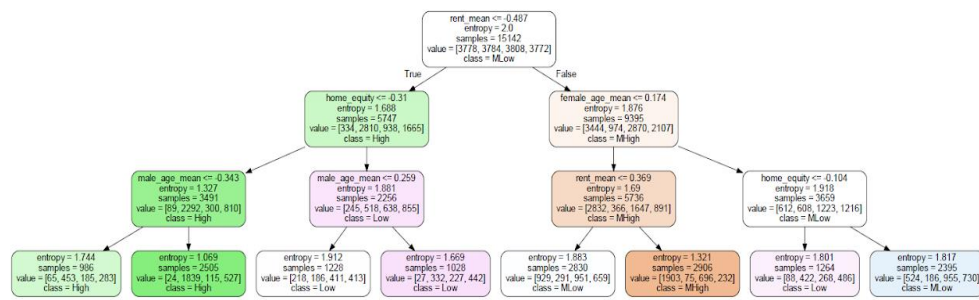 rent_mean <= -0.487
entropy = 2.0
samples = 15142
value = [3778, 3784, 3808, 3772]
class = MLow
True
False
home_equity <= -0.31
entropy = 1.688
samples = 5747
value = [334, 2810, 938, 1665]
class = High
female_age_mean <= 0.174
entropy = 1.876
samples = 9395
value = [3444, 974, 2870, 2107]
class = MHigh
male_age_mean <= -0.343
entropy = 1.327
samples = 3491
value = [89, 2292, 300, 810]
class = High
male_age_mean <= 0.259
entropy = 1.881
samples = 2256
value = [245, 518, 638, 855]
class = Low
rent_mean <= 0.369
entropy = 1.69
samples = 5736
value = [2832, 366, 1647, 891]
class = MHigh
home_equity <= -0.104
entropy = 1.918
samples = 3659
value = [612, 608, 1223, 1216]
class = MLow
entropy = 1.744
samples = 986
value = [65, 453, 185, 283]
class = High
entropy = 1.069
samples = 2505
value = [24, 1839, 115, 527]
class = High
entropy = 1.912
samples = 1228
value = [218, 186, 411, 413]
class = Low
entropy = 1.669
samples = 1028
value = [27, 332, 227, 442]
class = Low
entropy = 1.883
samples = 2830
value = [929, 291, 951, 659]
class = MLow
entropy = 1.321
samples = 2906
value = [1903, 75, 696, 232]
class = MHigh
entropy = 1.801
samples = 1264
value = [88, 422, 268, 486]
class = Low
entropy = 1.817
samples = 2395
value = [524, 186, 955, 730]
class = MLow